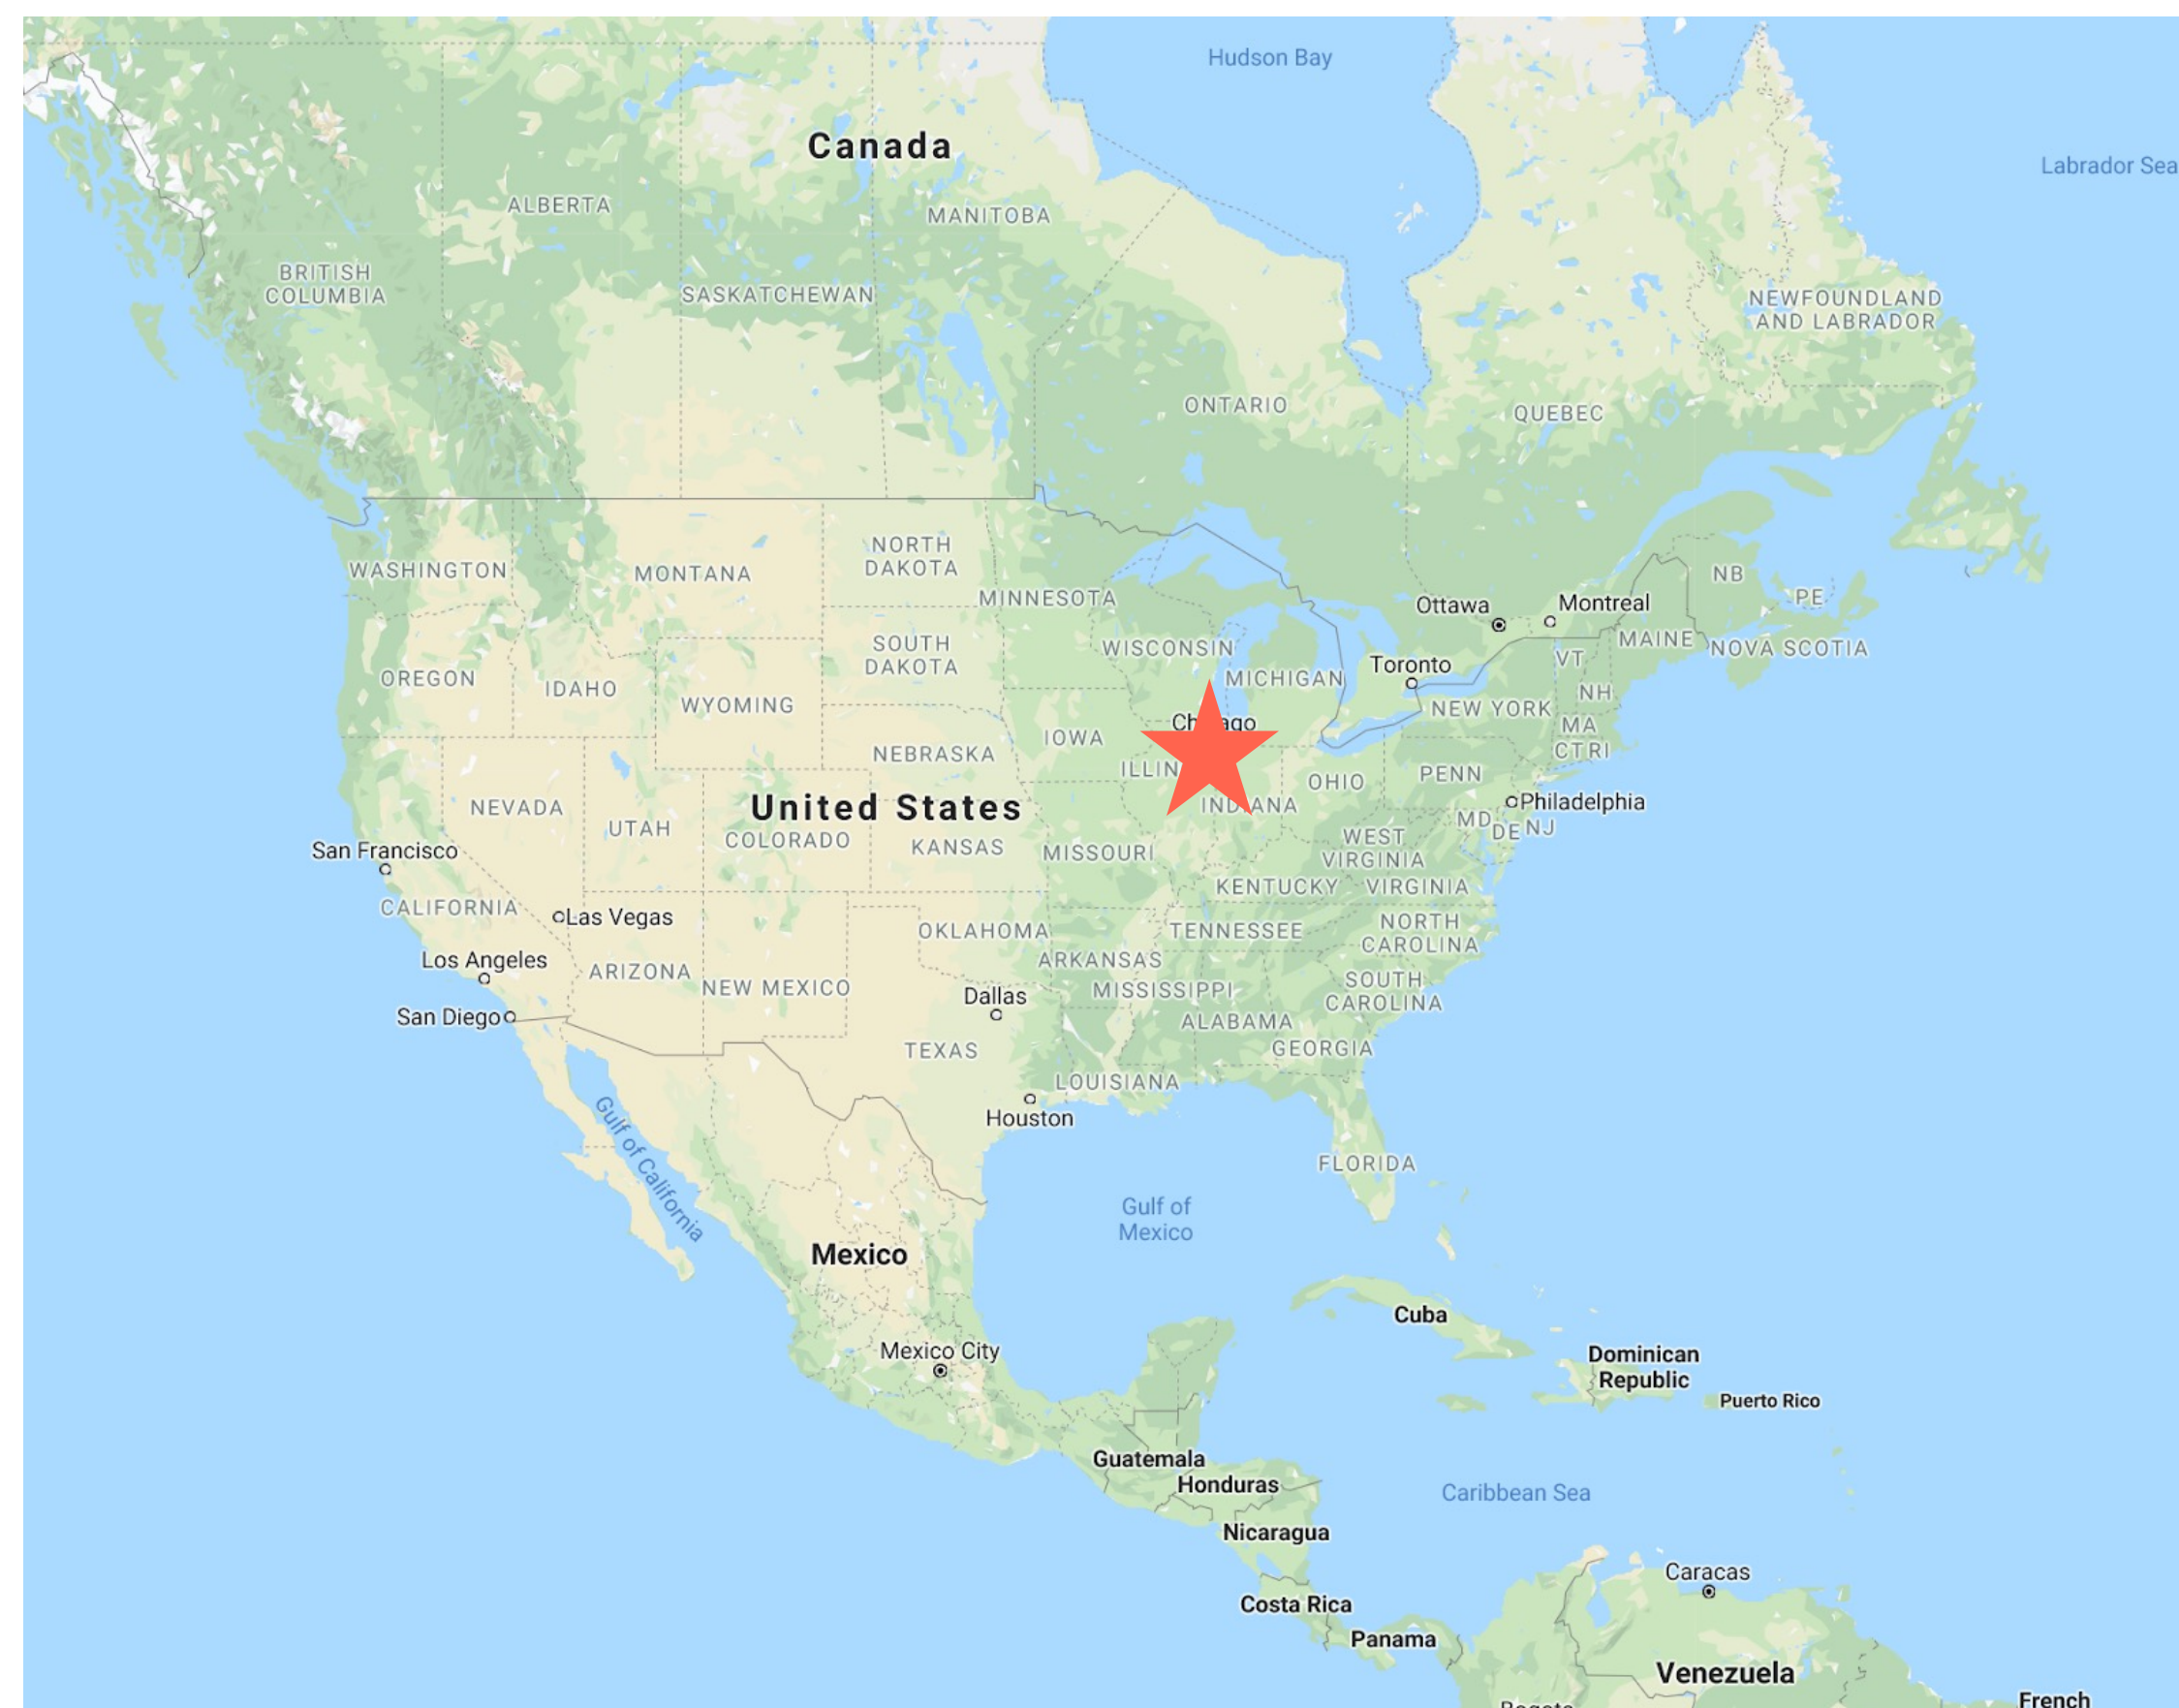 Hudson Bay
Canada
Labrador Sea
ALBERTA
MANITOBA
BRITISH
COLUMBIA
SASKATCHEWAN
NEWFOUNDLAND
AND LABRADOR
ONTARIO
QUEBEC
NORTH
DAKOTA
WASHINGTON
MONTANA
NB
MINNESOTA
PE
Ottawa
Montreal
MAINE
NOVA SCOTIA
SOUTH
DAKOTA
WISCONSIN
VT
Toronto
OREGON
IDAHO
MICHIGAN
NH
WYOMING
NEW YORK
MA
IOWA
NEBRASKA
CT RI
PENN
OHIO
United States
NEVADA
INDIANA
Philadelphia
UTAH
COLORADO
KANSAS
MD
DE
NJ
WEST
VIRGINIA
San Francisco
MISSOURI
KENTUCKY
VIRGINIA
CALIFORNIA
Las Vegas
OKLAHOMA
TENNESSEE
NORTH
CAROLINA
Los Angeles
ARIZONA
NEW MEXICO
ARKANSAS
MISSISSIPPI
SOUTH
CAROLINA
Dallas
San Diego
ALABAMA
TEXAS
GEORGIA
LOUISIANA
Houston
Gulf of California
FLORIDA
Gulf of
Mexico
Mexico
Cuba
Mexico City
Dominican
Republic
Puerto Rico
Guatemala
Honduras
Caribbean Sea
Nicaragua
Caracas
Costa Rica
Panama
Venezuela
French